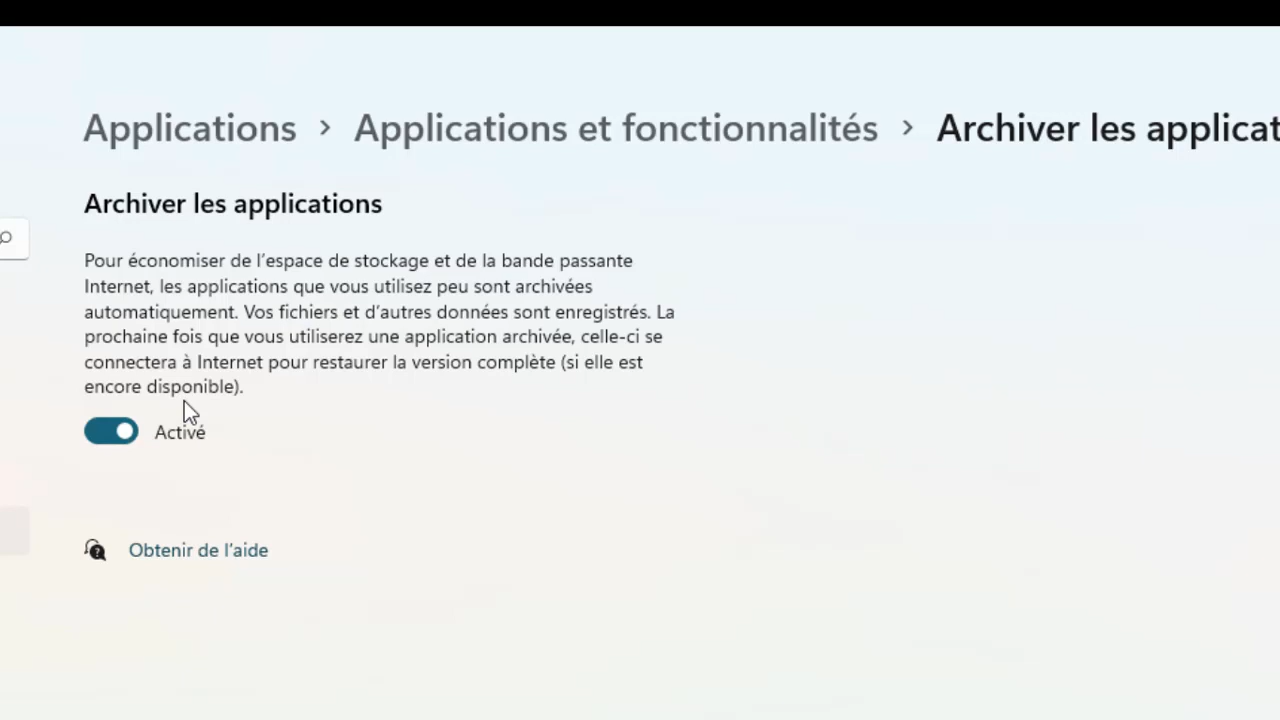 Applications > Applications et fonctionnalités > Archiver les applicat
Archiver les applications
Pour économiser de l'espace de stockage et de la bande passante
Internet, les applications que vous utilisez peu sont archivées
automatiquement. Vos fichiers et d'autres données sont enregistrés. La
prochaine fois que vous utiliserez une application archivée, celle-ci se
connectera à Internet pour restaurer la version complète (si elle est
encore disponible).
Activé
Obtenir de l'aide